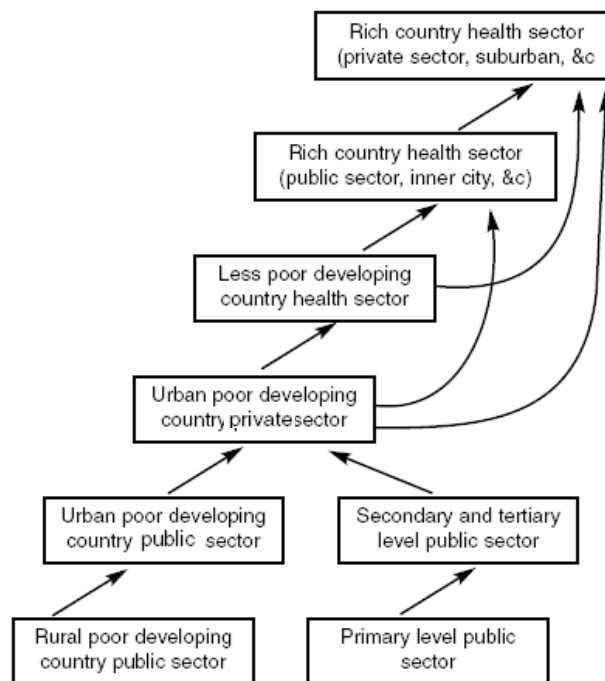 Rich country health sector
(private sector, suburban, &c
Rich country health sector
(public sector, inner city, &c)
Less poor developing
country health sector
Urban poor developing
country privatesector
Urban poor developing
country public sector
Secondary and tertiary
level public sector
Rural poor developing
country public sector
Primary level public
sector